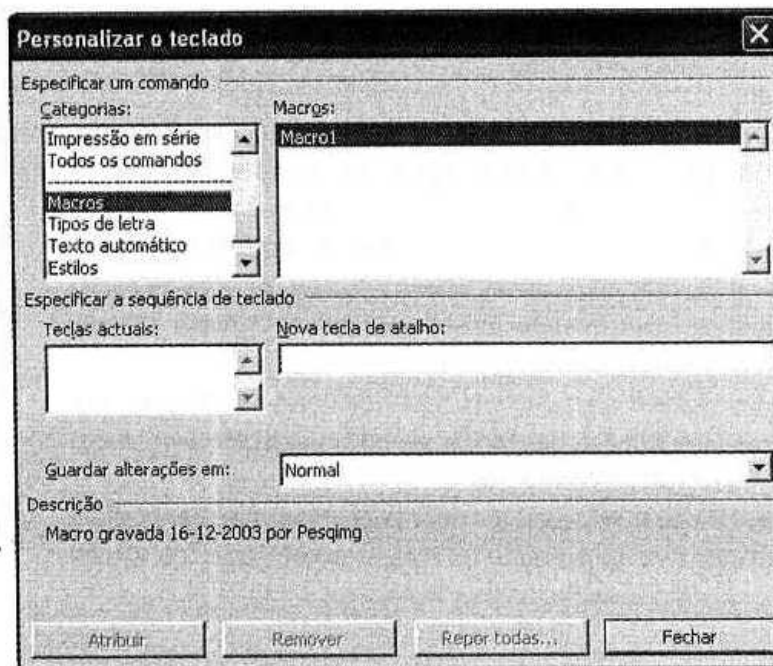 Personalizar o teclado
Especificar um comando
Categorias:
Macros:
Impressão em série
Todos os comandos
Macros
Tipos de letra
Texto automático
Estilos
Macro1
Especificar a sequência de teclado
Teclas actuais:
Nova tecla de atalho:
Guardar alterações em:
Normal
Descrição
Macro gravada 16-12-2003 por Pesqimg
Atribuir
Remover
Repor todas...
Fechar